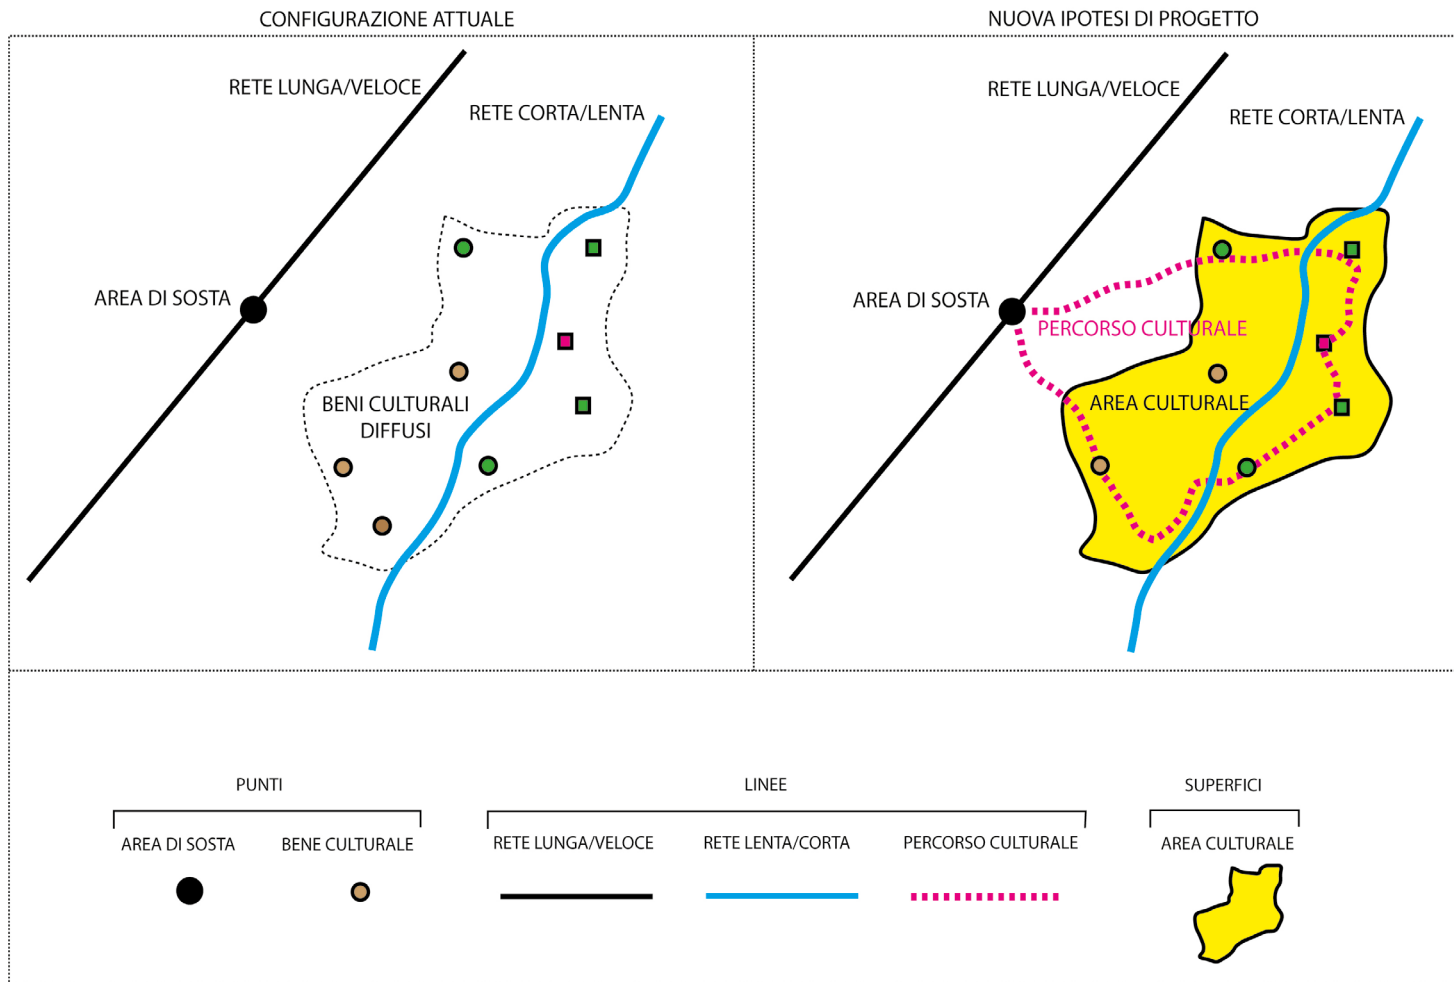 CONFIGURAZIONE ATTUALE
NUOVA IPOTESI DI PROGETTO
RETE LUNGA/VELOCE
RETE CORTA/LENTA
AREA DI SOSTA
BENI CULTURALI
DIFFUSI
RETE LUNGA/VELOCE
RETE CORTA/LENTA
AREA DI SOSTA
PERCORSO CULTURALE
AREA CULTURALE
PUNTI
LINEE
SUPERFICI
AREA DI SOSTA
BENE CULTURALE
RETE LUNGA/VELOCE
RETE LENTA/CORTA
PERCORSO CULTURALE
AREA CULTURALE